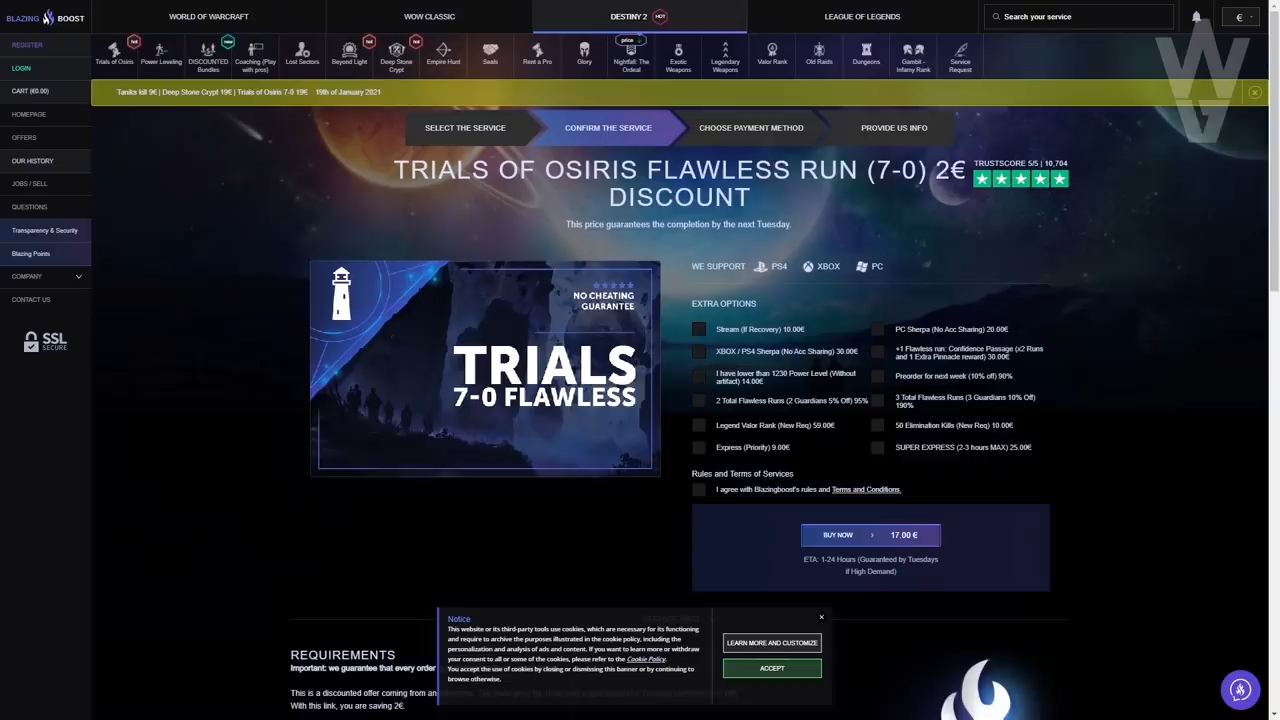 BLAZING BOOST
WORLD OF WARCRAFT
WOW CLASSIC
DESTINY 2 HOT
LEAGUE OF LEGENDS
Search your service
€
REGISTER
LOGIN
CART (€0.00)
HOMEPAGE
OFFERS
OUR HISTORY
JOBS / SELL
QUESTIONS
Transparency & Security
Blazing Points
COMPANY
CONTACT US
SSL
SECURE
hot
Trials of Osiris
Power Leveling
new
DISCOUNTED
Bundles
Coaching (Play
with pros)
Lost Sectors
hot
Beyond Light
hot
Deep Stone
Crypt
Empire Hunt
Seals
Rent a Pro
Glory
price ↓
Nightfall: The
Ordeal
Exotic
Weapons
Legendary
Weapons
Valor Rank
Old Raids
Dungeons
Gambit -
Infamy Rank
Service
Request
Taniks kill 9€ | Deep Stone Crypt 19€ | Trials of Osiris 7-0 19€ 19th of January 2021
SELECT THE SERVICE
CONFIRM THE SERVICE
CHOOSE PAYMENT METHOD
PROVIDE US INFO
TRIALS OF OSIRIS FLAWLESS RUN (7-0) 2€
DISCOUNT
TRUSTSCORE 5/5 | 10,704
This price guarantees the completion by the next Tuesday.
NO CHEATING
GUARANTEE
TRIALS
7-0 FLAWLESS
WE SUPPORT PS4 XBOX PC
EXTRA OPTIONS
Stream (If Recovery) 10.00€
PC Sherpa (No Acc Sharing) 20.00€
XBOX / PS4 Sherpa (No Acc Sharing) 30.00€
+1 Flawless run: Confidence Passage (x2 Runs
and 1 Extra Pinnacle reward) 30.00€
I have lower than 1230 Power Level (Without
artifact) 14.00€
Preorder for next week (10% off) 90%
2 Total Flawless Runs (2 Guardians 5% Off) 95%
3 Total Flawless Runs (3 Guardians 10% Off)
190%
Legend Valor Rank (New Req) 59.00€
50 Elimination Kills (New Req) 10.00€
Express (Priority) 9.00€
SUPER EXPRESS (2-3 hours MAX) 25.00€
Rules and Terms of Services
I agree with Blazingboost's rules and Terms and Conditions.
BUY NOW › 17.00 €
ETA: 1-24 Hours (Guaranteed by Tuesdays
if High Demand)
REQUIREMENTS
Important: we guarantee that every order
This is a discounted offer coming from an
With this link, you are saving 2€.
Notice
This website or its third-party tools use cookies, which are necessary for its functioning
and require to archive the purposes illustrated in the cookie policy, including the
personalization and analysis of ads and content. If you want to learn more or withdraw
your consent to all or some of the cookies, please refer to the Cookie Policy.
You accept the use of cookies by closing or dismissing this banner or by continuing to
browse otherwise.
LEARN MORE AND CUSTOMIZE
ACCEPT